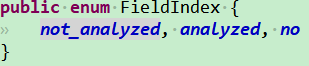 public enum FieldIndex {
» not_analyzed, analyzed, no
}